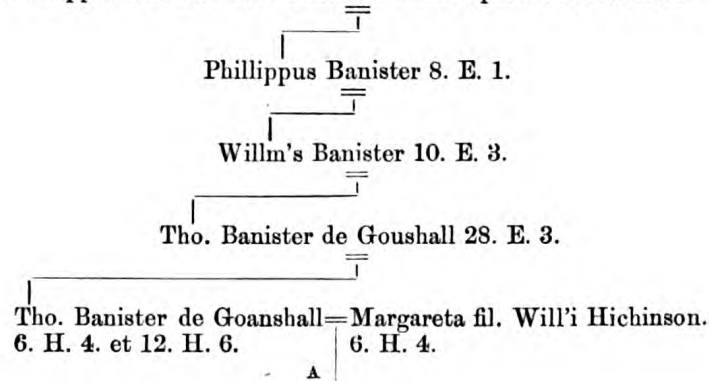 Phillippus Banister 8. E. 1.
Willm's Banister 10. E. 3.
Tho. Banister de Goushall 28. E. 3.
Tho. Banister de Goanshall=Margareta fil. Will'i Hichinson.
6. H. 4. et 12. H. 6. 6. H. 4.
A